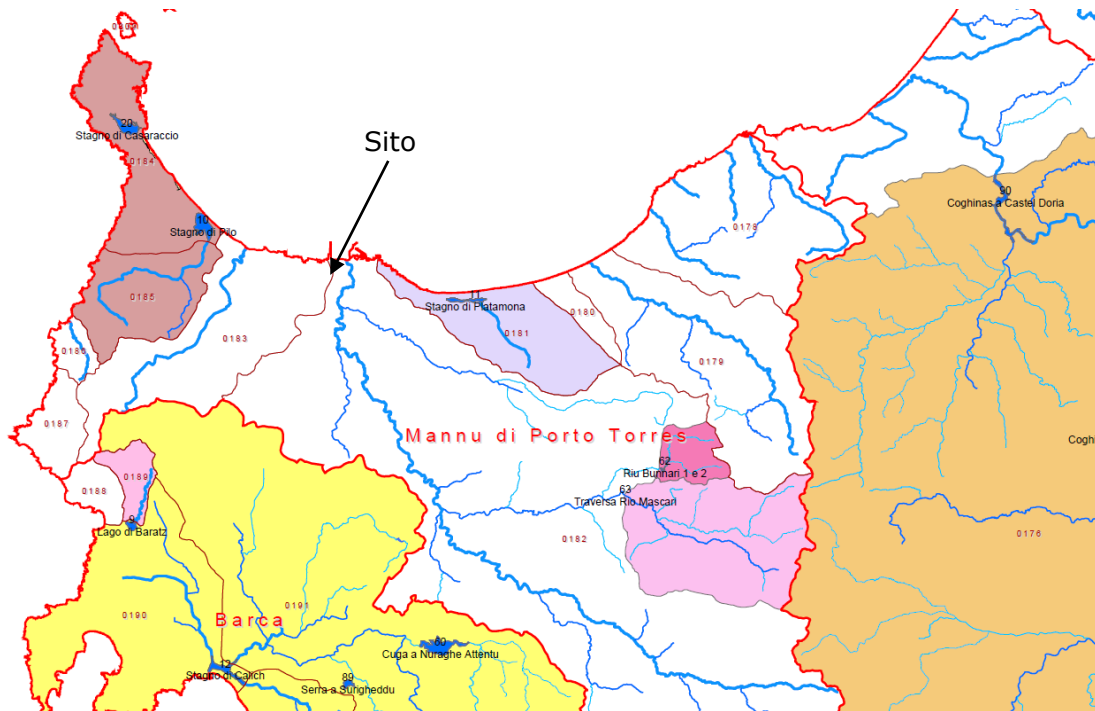 Sito
20
Stagno di Casaraccio
0184
10
Stagno di Pilo
0185
0183
0187
0188
0189
9
Lago di Baratz
0190
Barca
0191
12
Stagno di Calich
89
Serra a Surigheddu
60
Cuga a Nuraghe Attentu
11
Stagno di Platamona
0181
0180
0178
0179
Mannu di Porto Torres
62
Riu Bunnari 1 e 2
63
Traversa Rio Mascari
0182
90
Coghinas a Castel Doria
0176